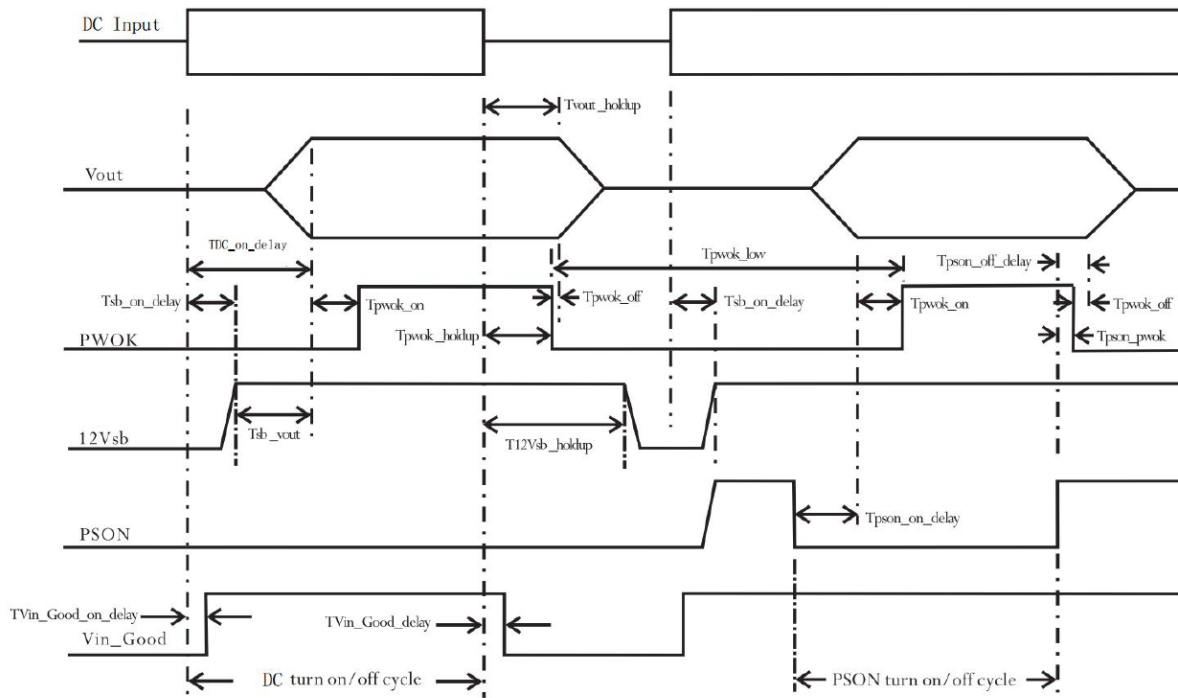 DC Input
Tvout_holdup
Vout
TDC_on_delay
Tpwok_low
Tpson_off_delay
Tsb_on_delay
Tpwok_on
Tpwok_off
Tsb_on_delay
Tpwok_on
Tpwok_off
PWOK
Tpwok_holdup
Tpson_pwok
12Vsb
Tsb_vout
T12Vsb_holdup
PSON
Tpson_on_delay
TVin_Good_on_delay
TVin_Good_delay
Vin_Good
DC turn on/off cycle
PSON turn on/off cycle